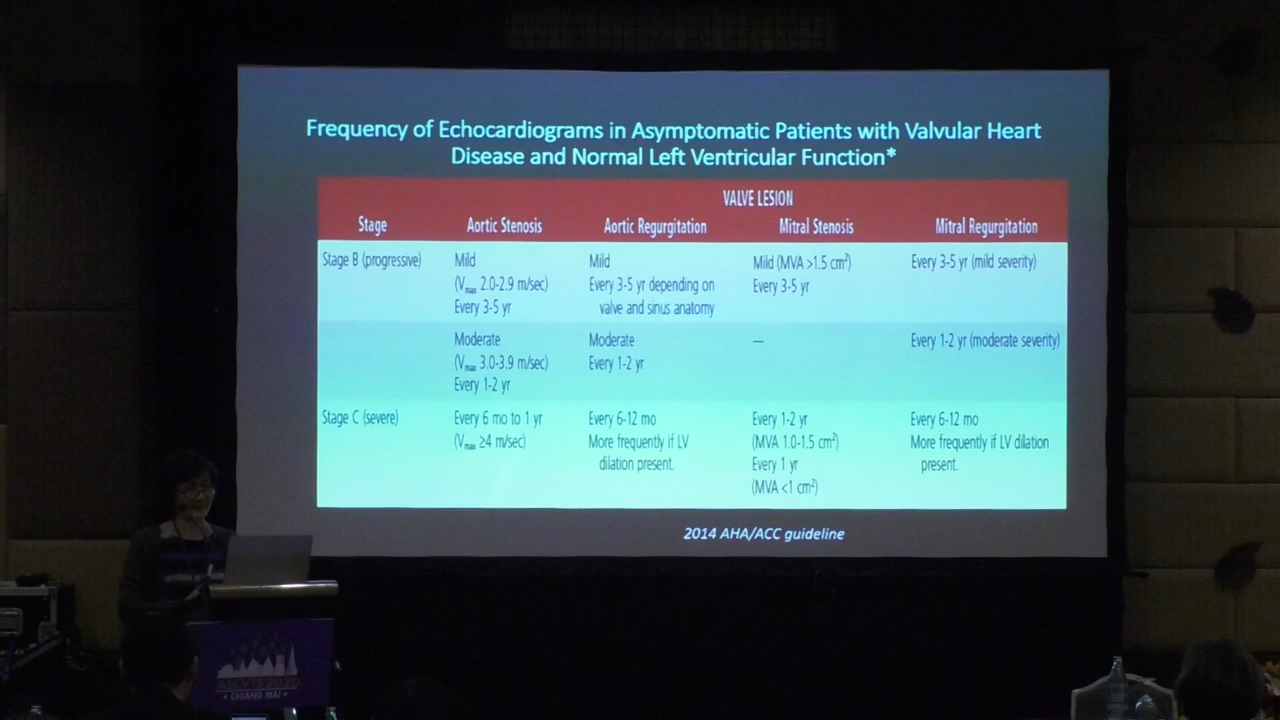 Frequency of Echocardiograms in Asymptomatic Patients with Valvular Heart
Disease and Normal Left Ventricular Function*
VALVE LESION
Stage Aortic Stenosis Aortic Regurgitation Mitral Stenosis Mitral Regurgitation
Stage B (progressive) Mild Mild Mild (MVA >1.5 cm²) Every 3-5 yr (mild severity)
(Vmax 2.0-2.9 m/sec) Every 3-5 yr depending on Every 3-5 yr
Every 3-5 yr valve and sinus anatomy
Moderate Moderate — Every 1-2 yr (moderate severity)
(Vmax 3.0-3.9 m/sec) Every 1-2 yr
Every 1-2 yr
Stage C (severe) Every 6 mo to 1 yr Every 6-12 mo Every 1-2 yr Every 6-12 mo
(Vmax ≥4 m/sec) More frequently if LV (MVA 1.0-1.5 cm²) More frequently if LV dilation
dilation present. Every 1 yr present.
(MVA <1 cm²)
2014 AHA/ACC guideline
ASCVTS 2020
• CHIANG MAI •